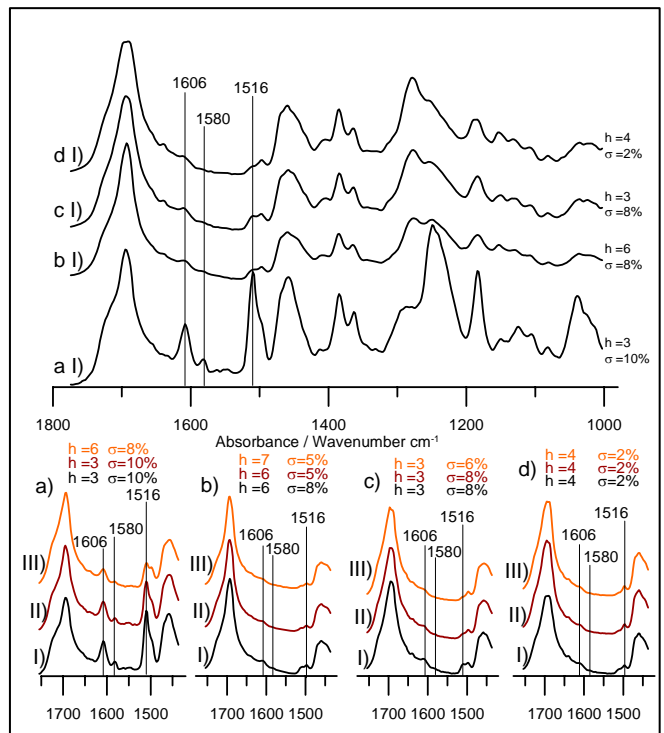 1606
1580
1516
d I)
h =4
σ=2%
c I)
h =3
σ=8%
b I)
h =6
σ=8%
a I)
h =3
σ=10%
1800 1600 1400 1200 1000
Absorbance / Wavenumber cm-1
a)
h =6 σ=8%
h =3 σ=10%
h =3 σ=10%
1516
1606
1580
III)
II)
I)
1700 1600 1500
b)
h =7 σ=5%
h =6 σ=5%
h =6 σ=8%
1516
1606
1580
III)
II)
I)
1700 1600 1500
c)
h =3 σ=6%
h =3 σ=8%
h =3 σ=8%
1516
1606
1580
III)
II)
I)
1700 1600 1500
d)
h =4 σ=2%
h =4 σ=2%
h =4 σ=2%
1516
1606
1580
III)
II)
I)
1700 1600 1500